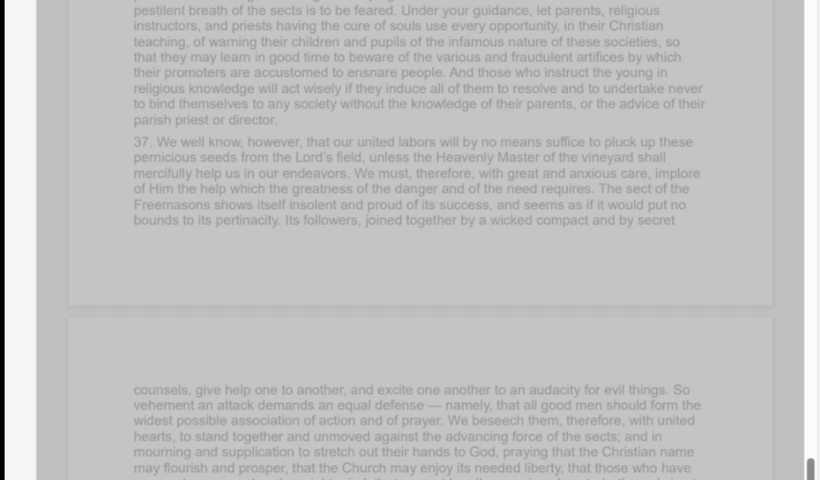 pestilent breath of the sects is to be feared. Under your guidance, let parents, religious
instructors, and priests having the cure of souls use every opportunity, in their Christian
teaching, of warning their children and pupils of the infamous nature of these societies, so
that they may learn in good time to beware of the various and fraudulent artifices by which
their promoters are accustomed to ensnare people. And those who instruct the young in
religious knowledge will act wisely if they induce all of them to resolve and to undertake never
to bind themselves to any society without the knowledge of their parents, or the advice of their
parish priest or director.
37. We well know, however, that our united labors will by no means suffice to pluck up these
pernicious seeds from the Lord's field, unless the Heavenly Master of the vineyard shall
mercifully help us in our endeavors. We must, therefore, with great and anxious care, implore
of Him the help which the greatness of the danger and of the need requires. The sect of the
Freemasons shows itself insolent and proud of its success, and seems as if it would put no
bounds to its pertinacity. Its followers, joined together by a wicked compact and by secret
counsels, give help one to another, and excite one another to an audacity for evil things. So
vehement an attack demands an equal defense — namely, that all good men should form the
widest possible association of action and of prayer. We beseech them, therefore, with united
hearts, to stand together and unmoved against the advancing force of the sects; and in
mourning and supplication to stretch out their hands to God, praying that the Christian name
may flourish and prosper, that the Church may enjoy its needed liberty, that those who have